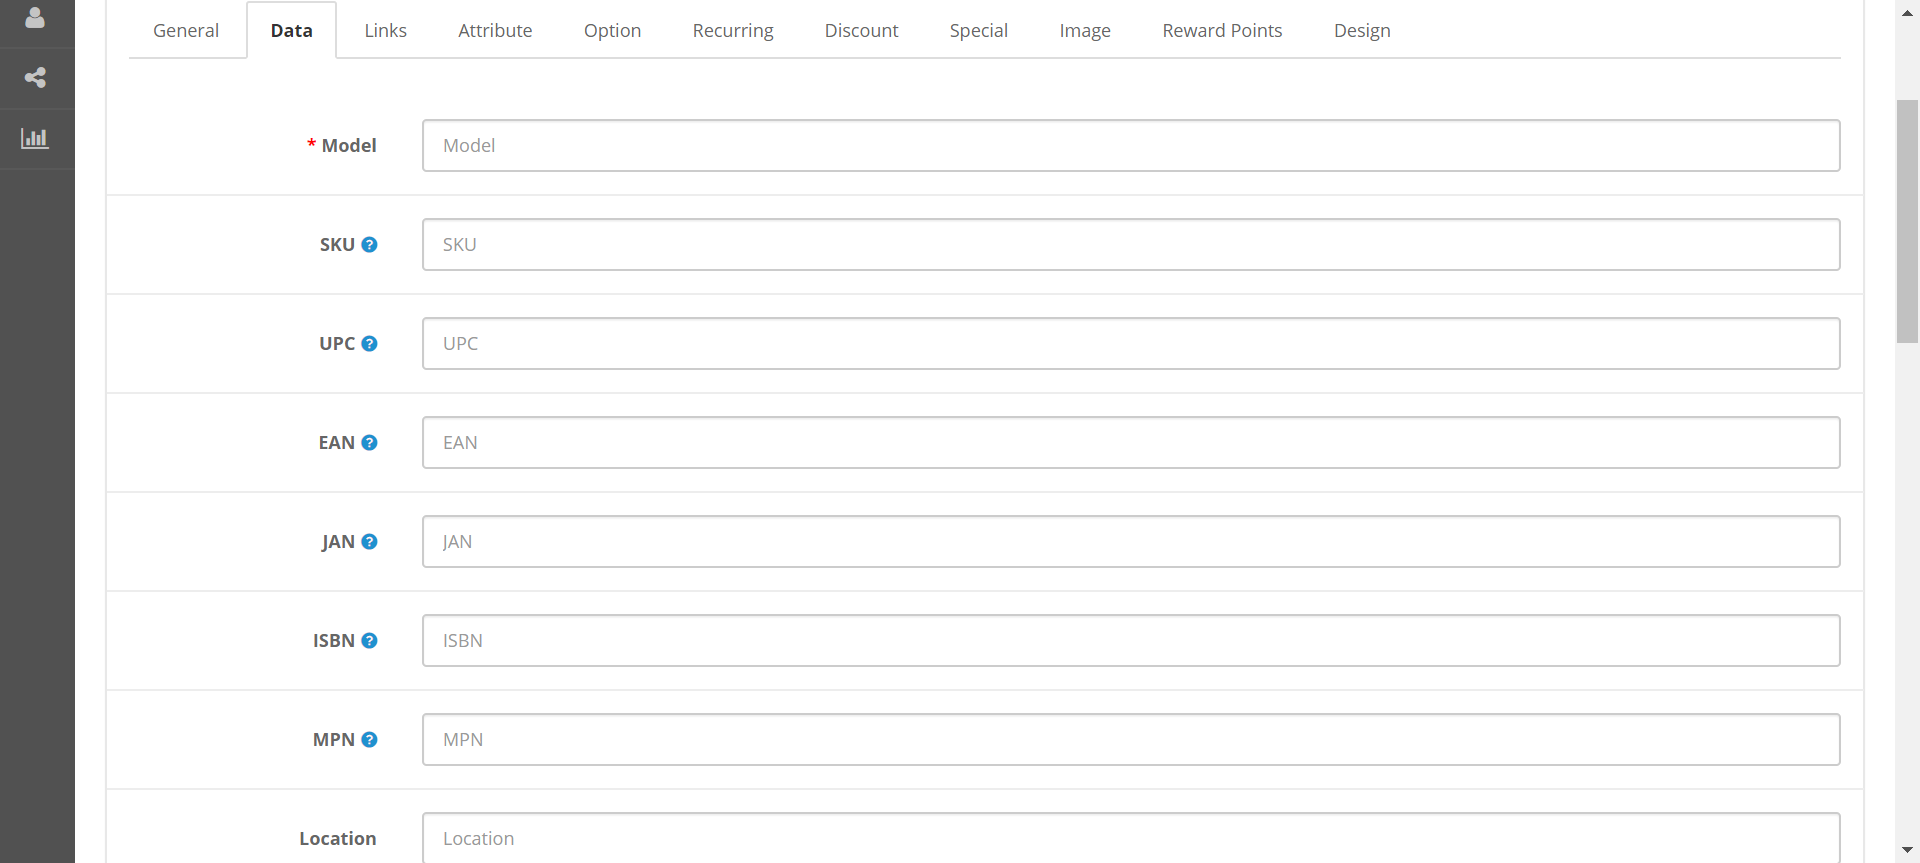 General Data Links Attribute Option Recurring Discount Special Image Reward Points Design
* Model Model
SKU ? SKU
UPC ? UPC
EAN ? EAN
JAN ? JAN
ISBN ? ISBN
MPN ? MPN
Location Location